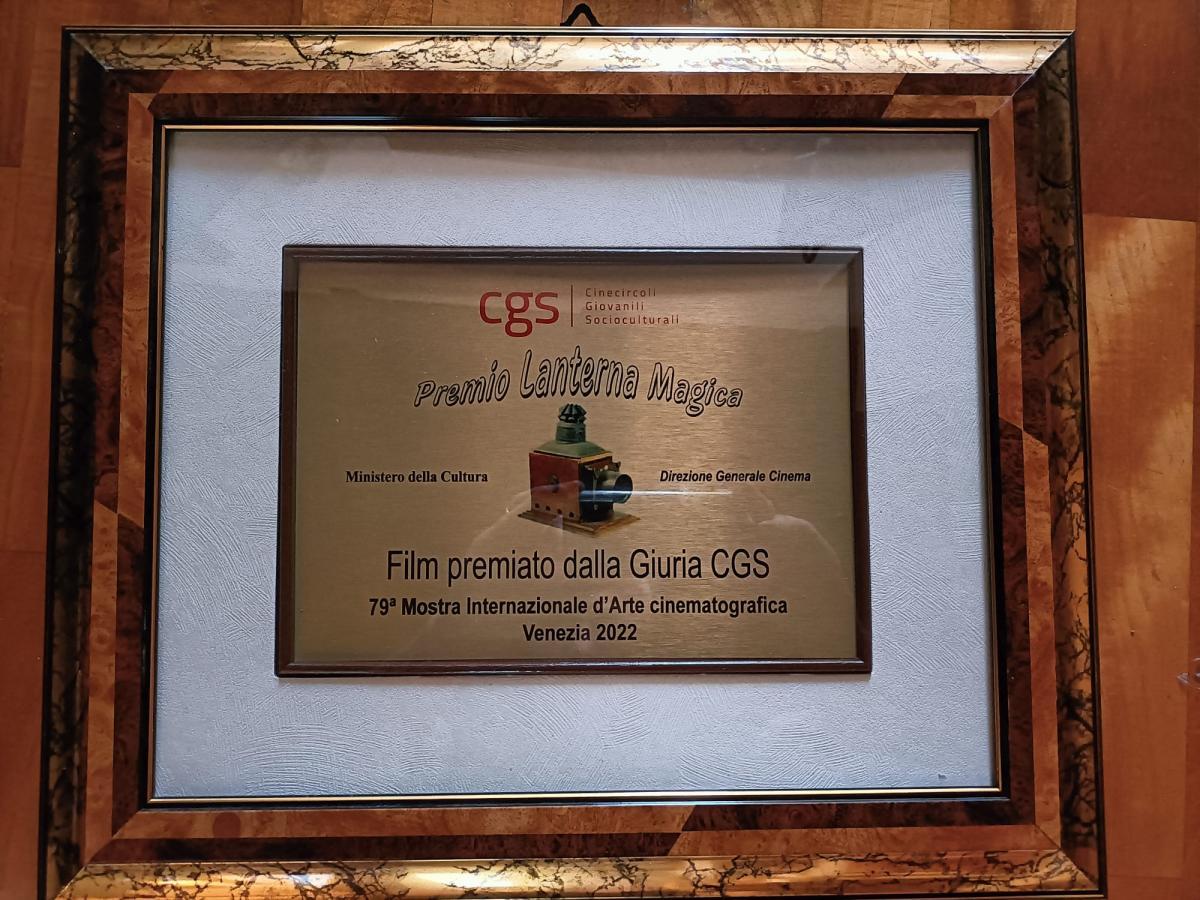 cgs
Cinecircoli
Giovanili
Socioculturali
Premio Lanterna Magica
Ministero della Cultura
Direzione Generale Cinema
Film premiato dalla Giuria CGS
79ª Mostra Internazionale d'Arte cinematografica
Venezia 2022